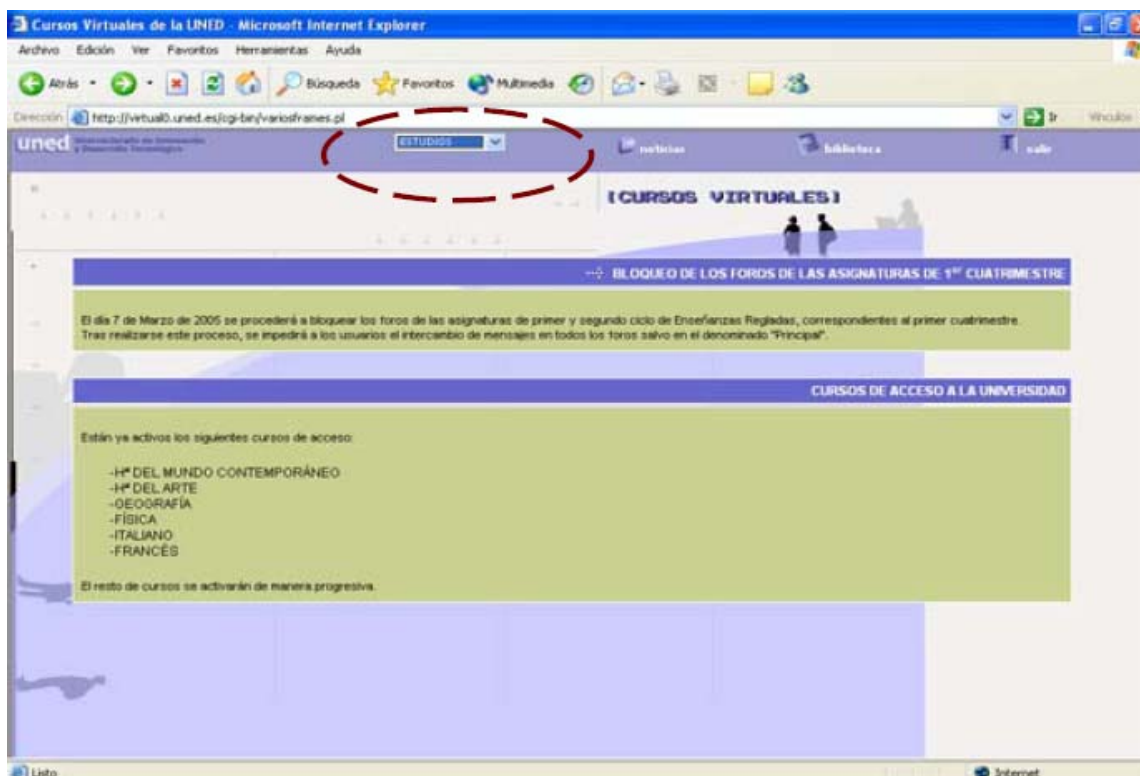 Cursos Virtuales de la UNED - Microsoft Internet Explorer
Archivo Edición Ver Favoritos Herramientas Ayuda
Atrás Búsqueda Favoritos Multimedia
Dirección http://virtual0.uned.es/cgi-bin/variosframes.pl Ir Vínculos
uned Vicerrectorado de Innovación ESTUDIOS noticias biblioteca salir
y Desarrollo Tecnológico
[CURSOS VIRTUALES]
BLOQUEO DE LOS FOROS DE LAS ASIGNATURAS DE 1er CUATRIMESTRE
El día 7 de Marzo de 2005 se procederá a bloquear los foros de las asignaturas de primer y segundo ciclo de Enseñanzas Regladas, correspondientes al primer cuatrimestre.
Tras realizarse este proceso, se impedirá a los usuarios el intercambio de mensajes en todos los foros salvo en el denominado "Principal".
CURSOS DE ACCESO A LA UNIVERSIDAD
Están ya activos los siguientes cursos de acceso:
-Hª DEL MUNDO CONTEMPORÁNEO
-Hª DEL ARTE
-GEOGRAFÍA
-FÍSICA
-ITALIANO
-FRANCÉS
El resto de cursos se activarán de manera progresiva.
Listo Internet